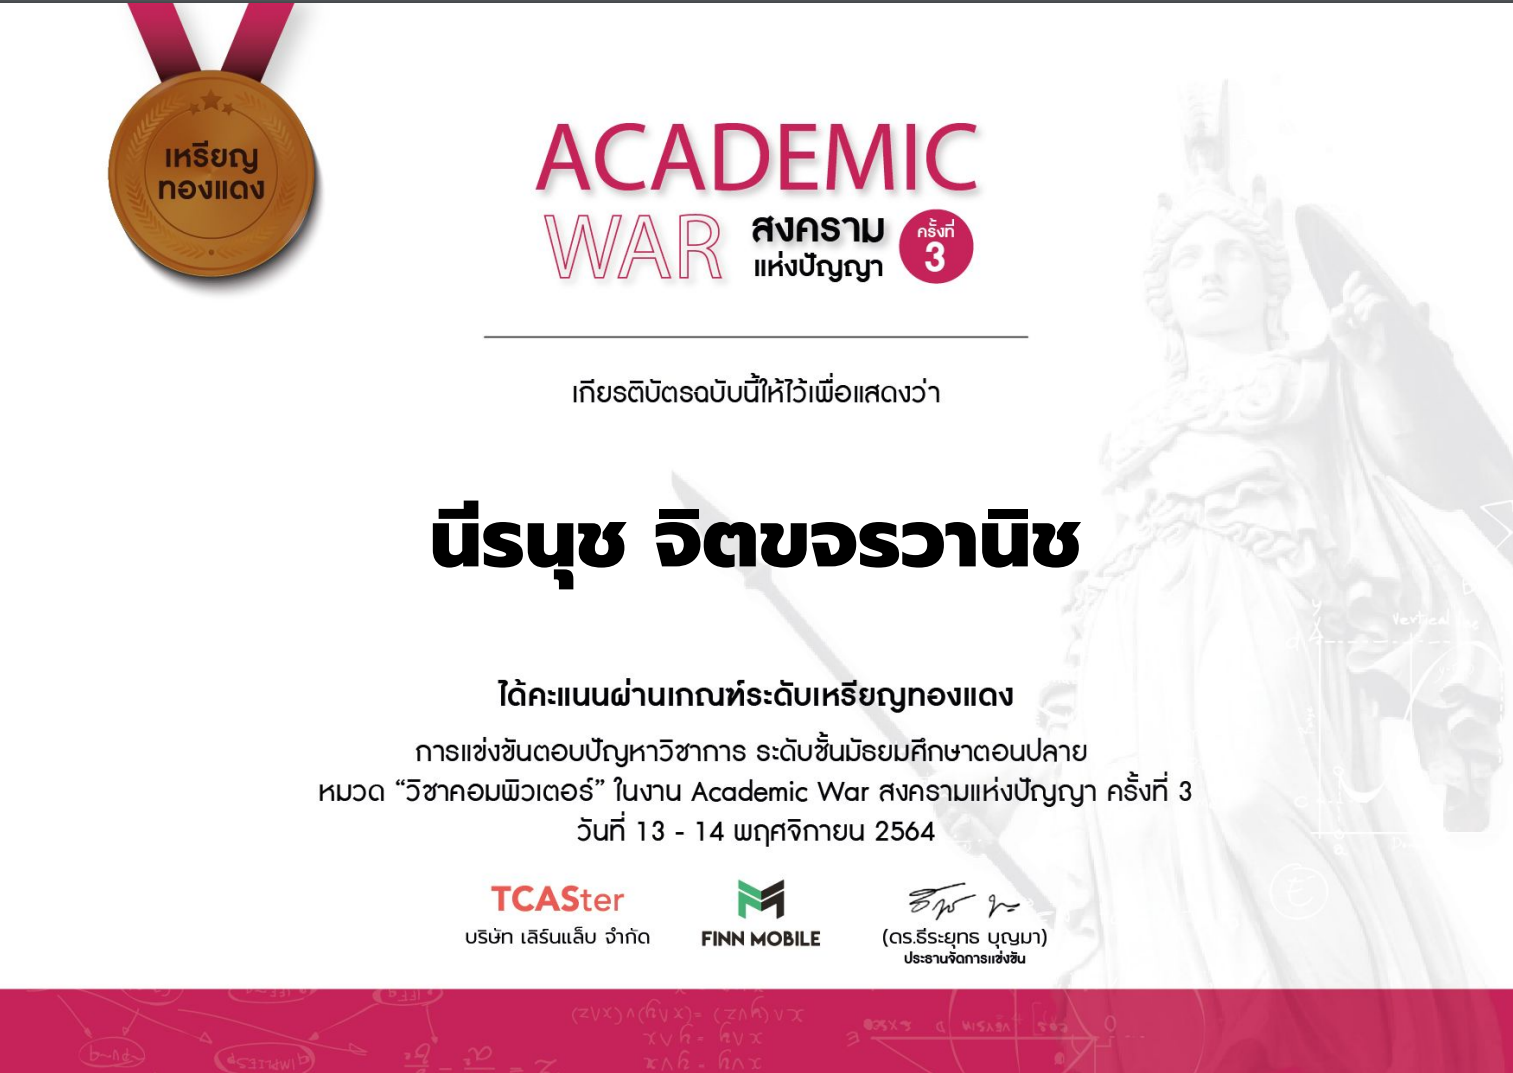 เหรียญ
ทองแดง
ACADEMIC
WAR สงคราม
แห่งปัญญา
ครั้งที่
3
เกียรติบัตรฉบับนี้ให้ไว้เพื่อแสดงว่า
นีรนุช จิตขจรวานิช
ได้คะแนนผ่านเกณฑ์ระดับเหรียญทองแดง
การแข่งขันตอบปัญหาวิชาการ ระดับชั้นมัธยมศึกษาตอนปลาย
หมวด “วิชาคอมพิวเตอร์” ในงาน Academic War สงครามแห่งปัญญา ครั้งที่ 3
วันที่ 13 - 14 พฤศจิกายน 2564
TCASter
บริษัท เลิร์นแล็บ จำกัด
FINN MOBILE
(ดร.ธีระยุทธ บุญมา)
ประธานจัดการแข่งขัน
vertical